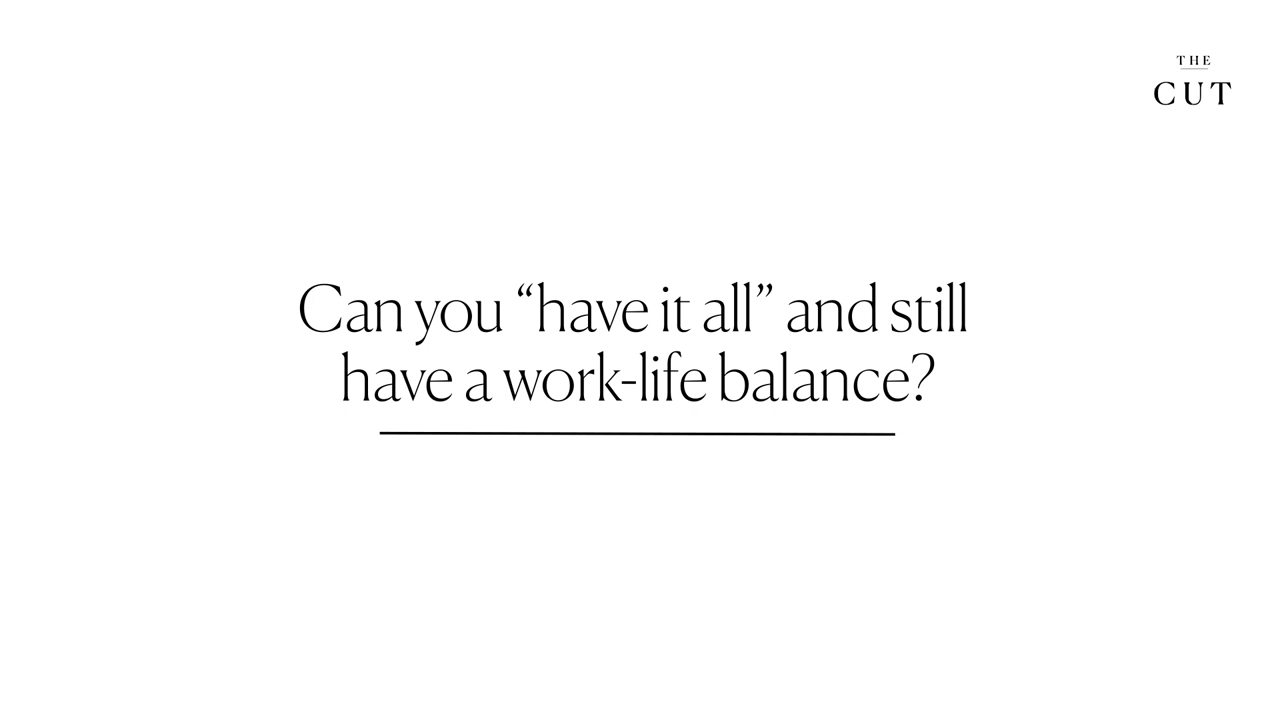 THE
CUT
Can you “have it all” and still
have a work-life balance?